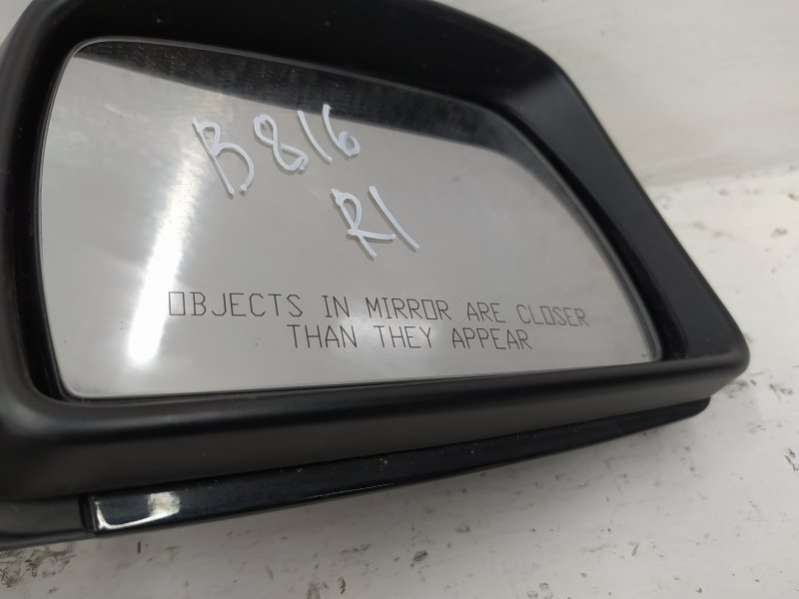 B816
R1
OBJECTS IN MIRROR ARE CLOSER
THAN THEY APPEAR